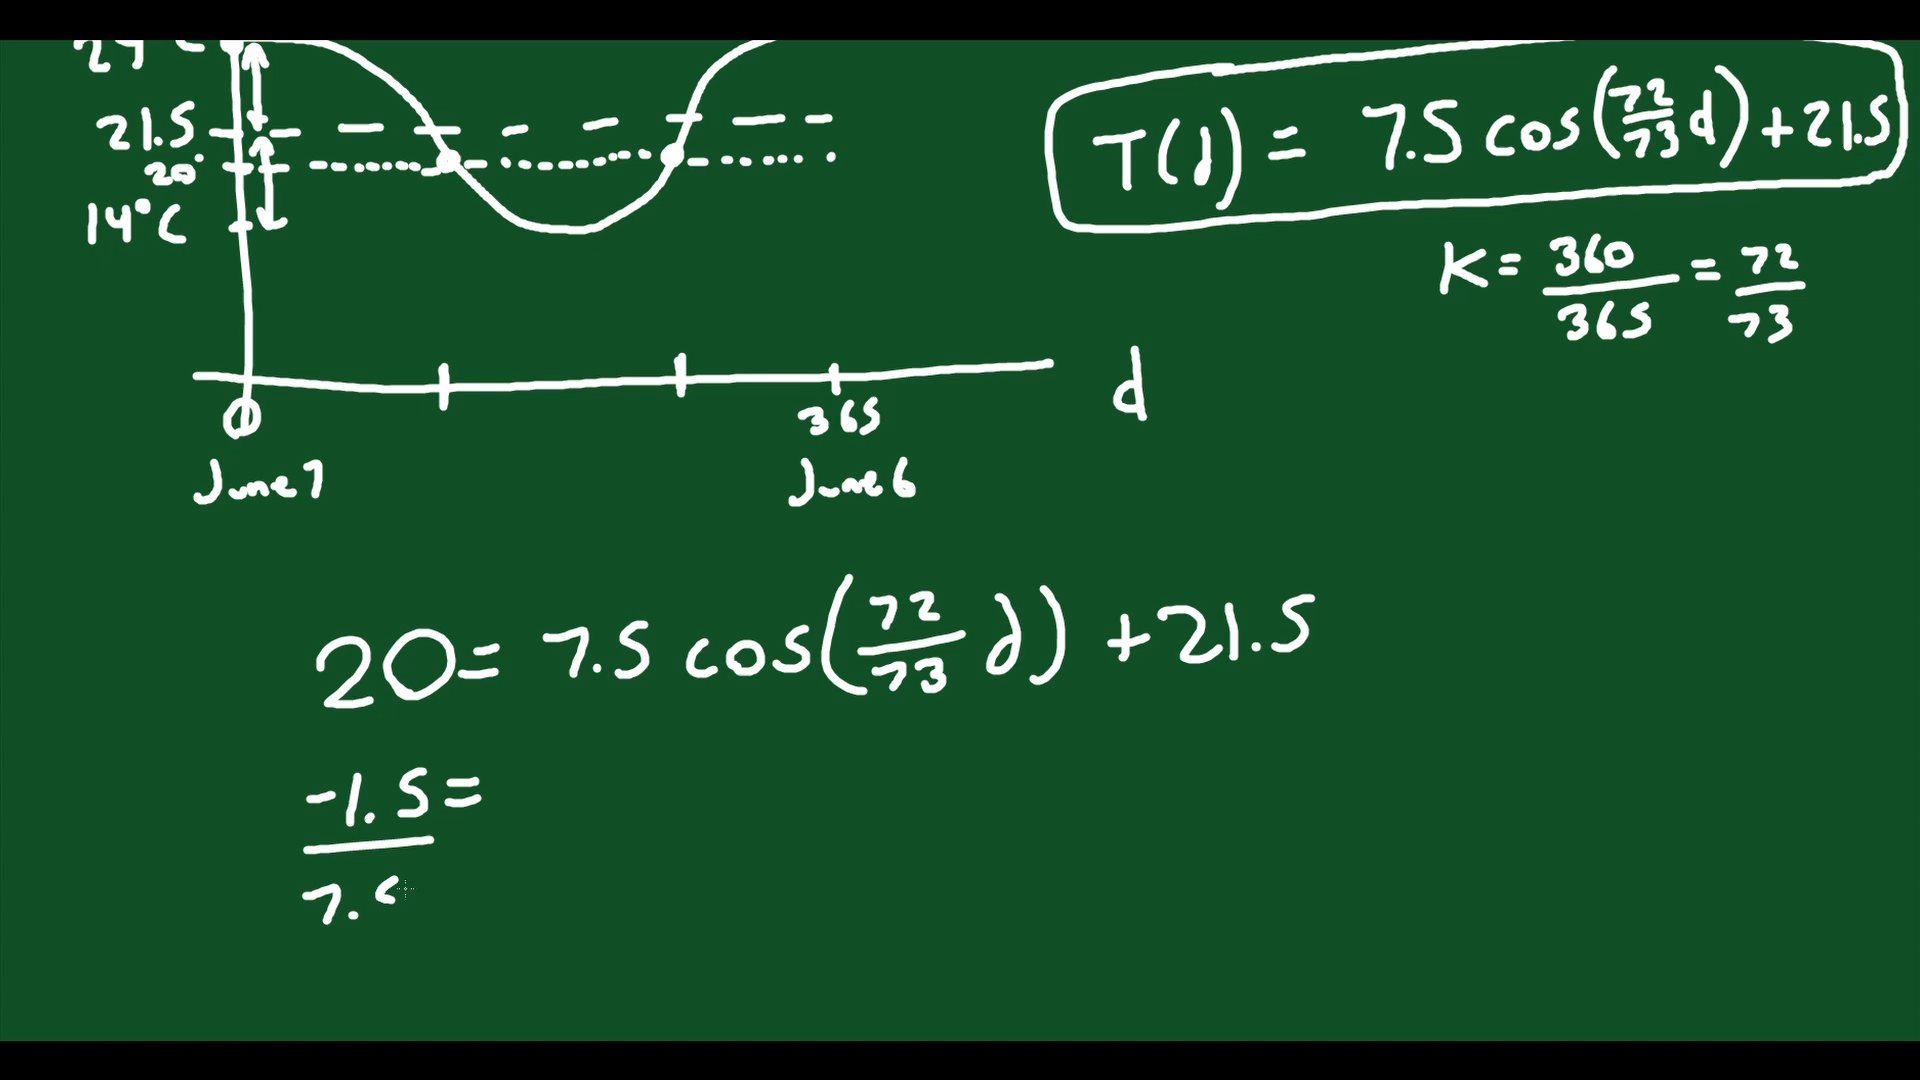 21.5
20°
14°C
T(d) = 7.5 cos(72/73 d) + 21.5
K = 360/365 = 72/73
0
365
d
June 7
June 6
20 = 7.5 cos(72/73 d) + 21.5
-1.5 =
7.